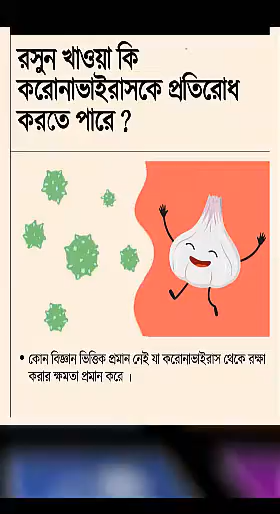 রসুন খাওয়া কি
করোনাভাইরাসকে প্রতিরোধ
করতে পারে ?
• কোন বিজ্ঞান ভিত্তিক প্রমান নেই যা করোনাভাইরাস থেকে রক্ষা
করার ক্ষমতা প্রমান করে ।